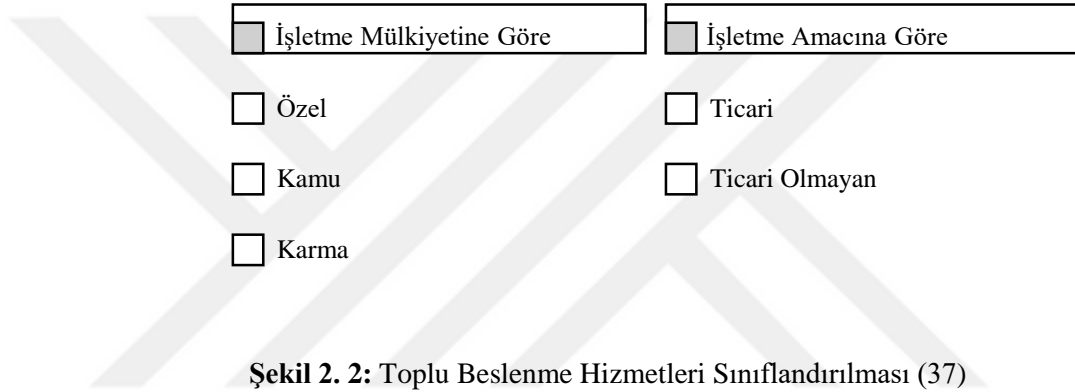 İşletme Mülkiyetine Göre
Özel
Kamu
Karma
İşletme Amacına Göre
Ticari
Ticari Olmayan
Şekil 2. 2: Toplu Beslenme Hizmetleri Sınıflandırılması (37)